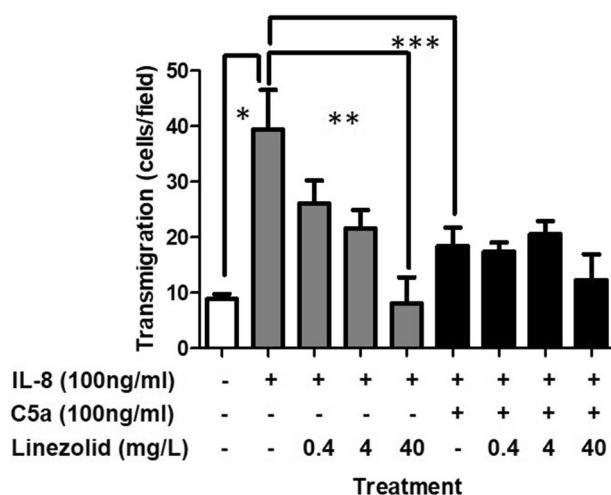 ***
50
* **
40
30
20
10
0
Transmigration (cells/field)
IL-8 (100ng/ml) - + + + + + + + +
C5a (100ng/ml) - - - - - + + + +
Linezolid (mg/L) - - 0.4 4 40 - 0.4 4 40
Treatment